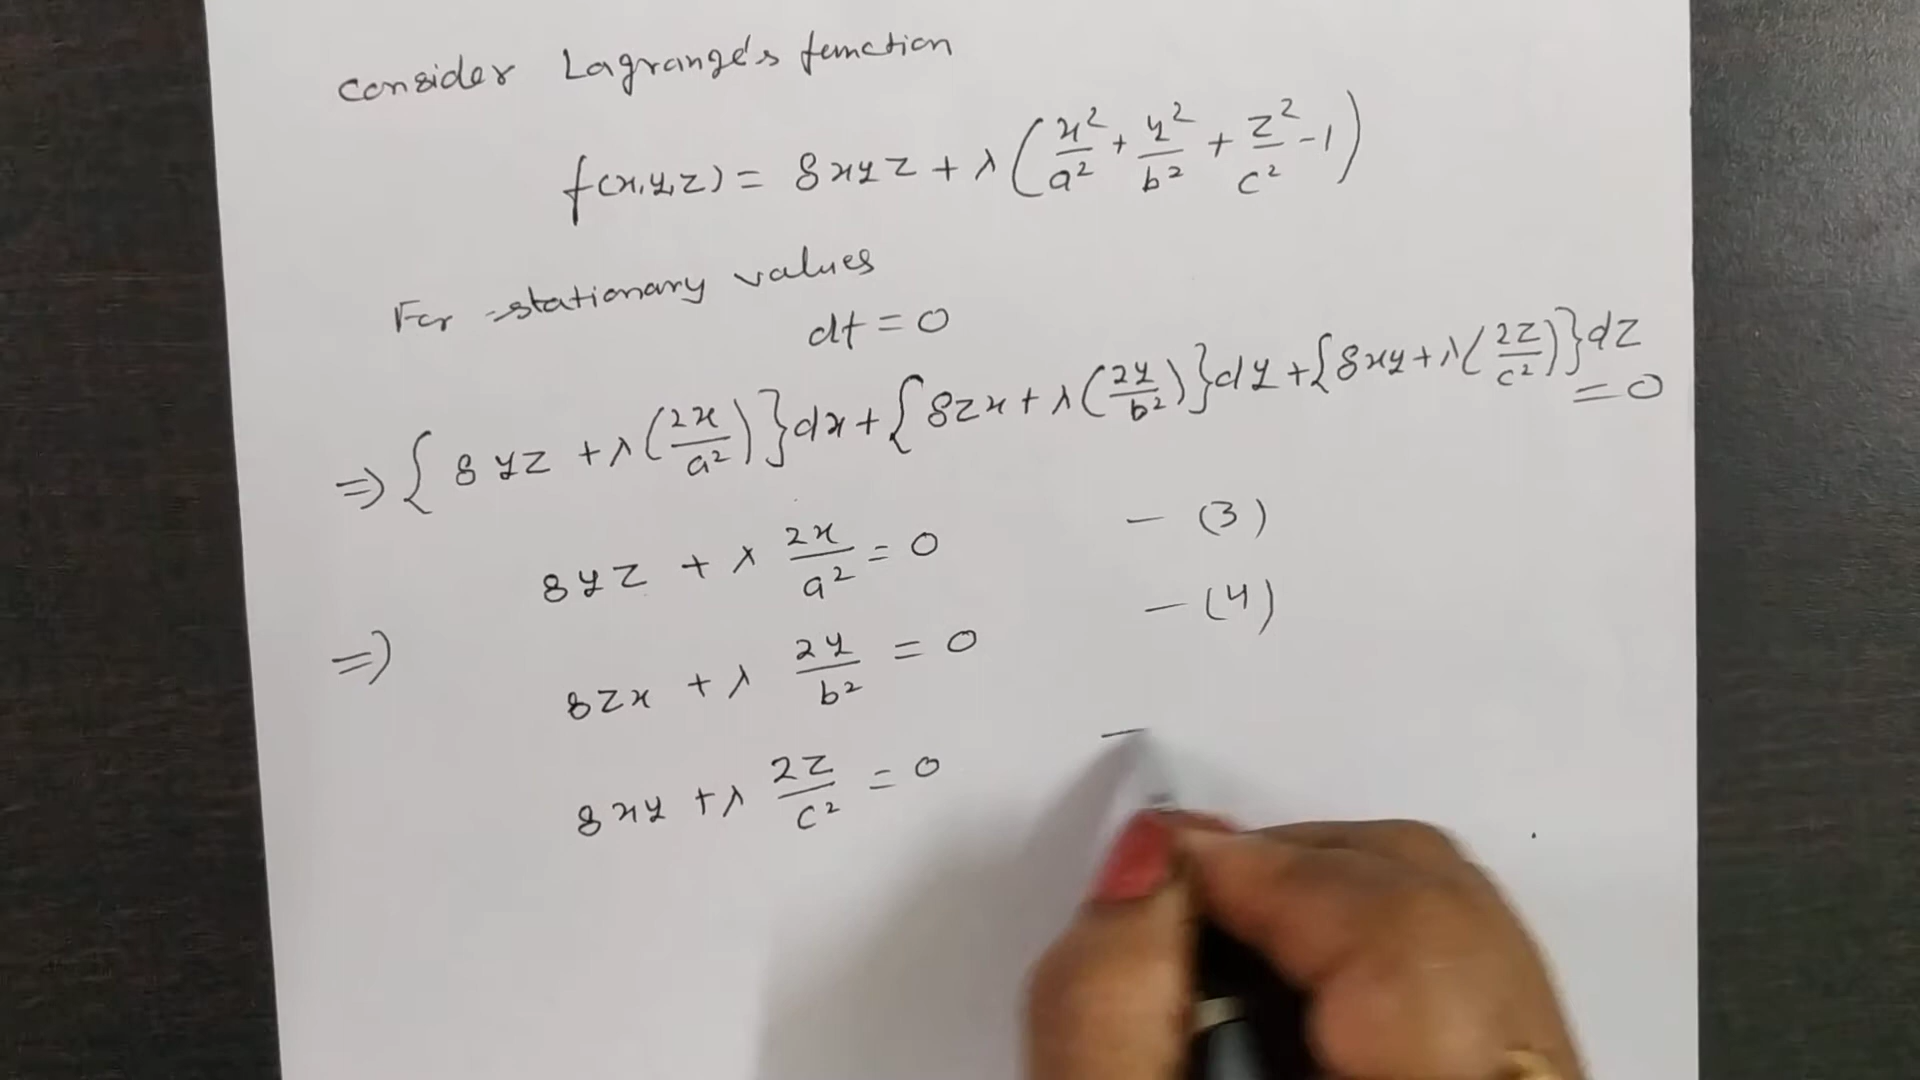 Consider Lagrange's function
f(x,y,z) = 8xyz + λ(x²/a² + y²/b² + z²/c² - 1)
For stationary values
df = 0
⇒ {8yz + λ(2x/a²)}dx + {8zx + λ(2y/b²)}dy + {8xy + λ(2z/c²)}dz
= 0
8yz + λ 2x/a² = 0 — (3)
⇒ 8zx + λ 2y/b² = 0 — (4)
8xy + λ 2z/c² = 0 —